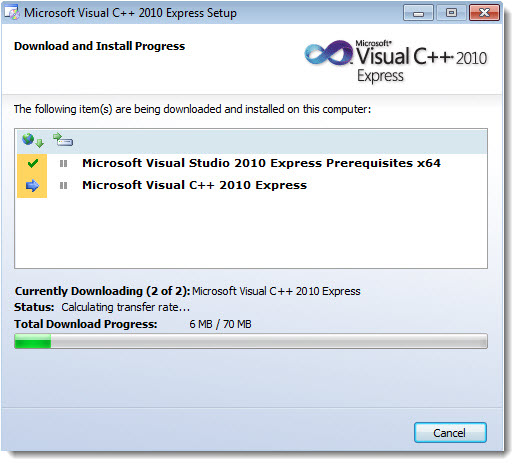 Microsoft Visual C++ 2010 Express Setup
Download and Install Progress
Microsoft®
Visual C++ 2010
Express
The following item(s) are being downloaded and installed on this computer:
Microsoft Visual Studio 2010 Express Prerequisites x64
Microsoft Visual C++ 2010 Express
Currently Downloading (2 of 2): Microsoft Visual C++ 2010 Express
Status: Calculating transfer rate...
Total Download Progress: 6 MB / 70 MB
Cancel